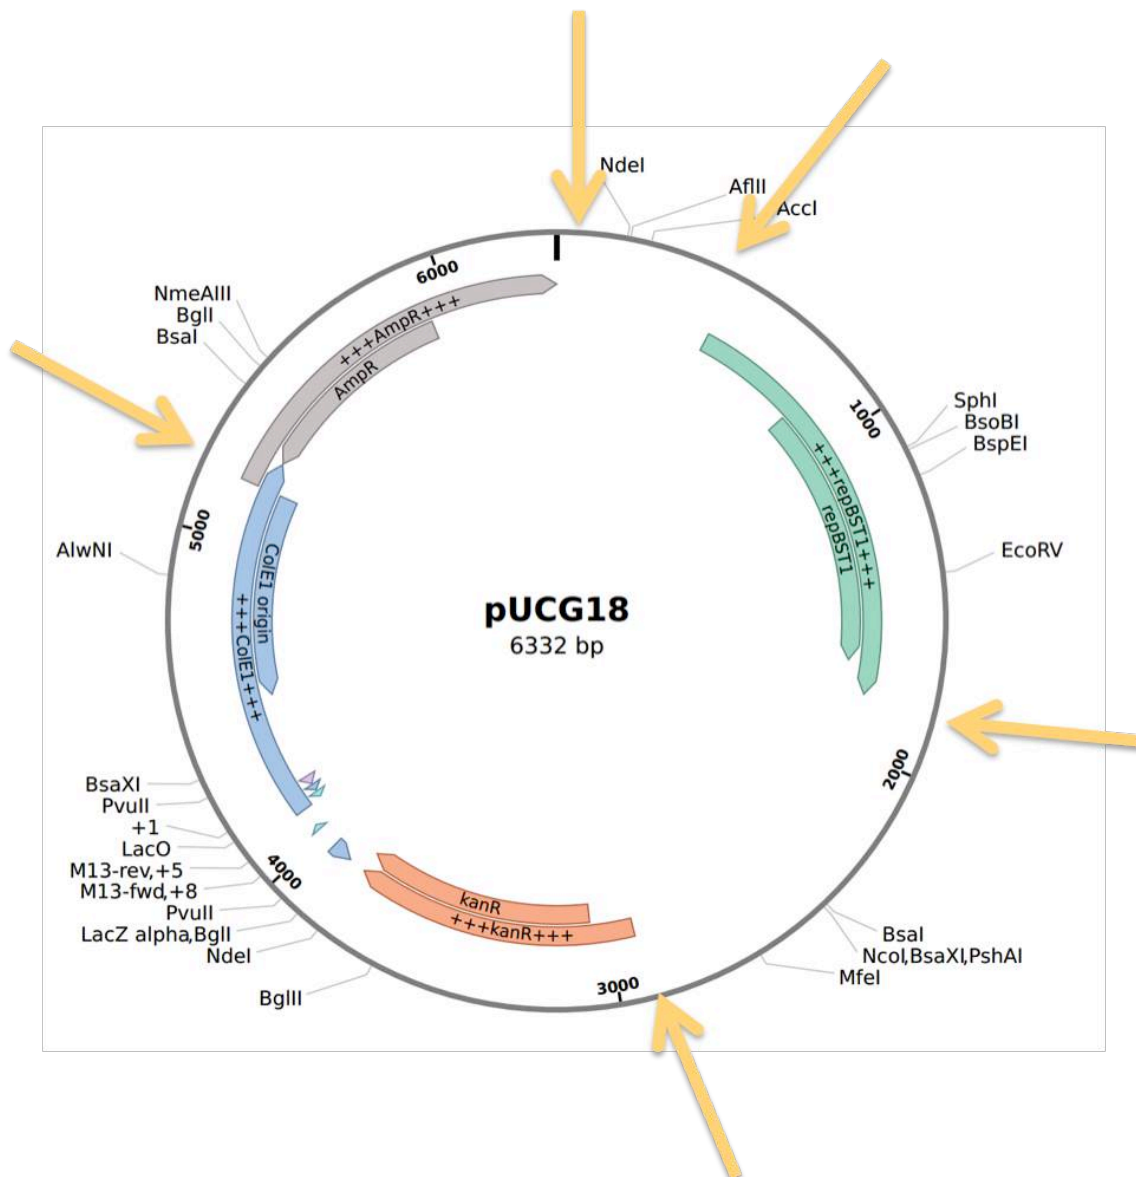 NdeI
AflII
AccI
6000
NmeAIII
BglI
BsaI
+++AmpR+++
AmpR
1000
SphI
BsoBI
BspEI
+++repBST1+++
repBST1
5000
AlwNI
EcoRV
ColE1 origin
+++ColE1+++
pUCG18
6332 bp
2000
BsaXI
PvuII
+1
LacO
M13-rev,+5
M13-fwd,+8
PvuII
LacZ alpha,BglI
NdeI
4000
kanR
+++kanR+++
BsaI
NcoI,BsaXI,PshAI
MfeI
3000
BglII